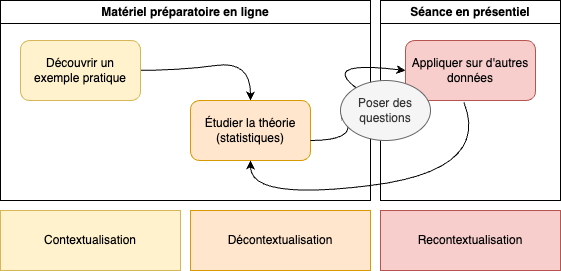 Matériel préparatoire en ligne
Séance en présentiel
Découvrir un
exemple pratique
Appliquer sur d'autres
données
Étudier la théorie
(statistiques)
Poser des
questions
Contextualisation
Décontextualisation
Recontextualisation